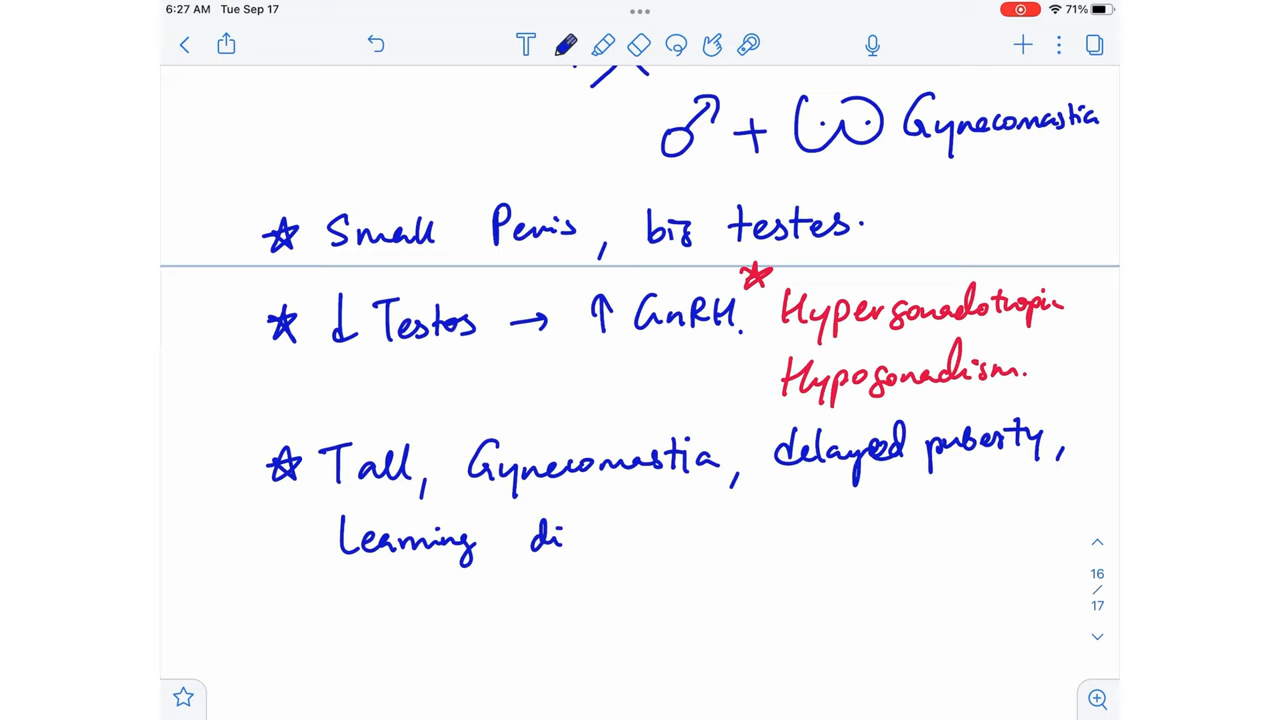 6:27 AM Tue Sep 17
71%
T
Gynecomastia
Small Penis, big testes.
↓ Testos → ↑ GnRH. Hypergonadotropic
Hypogonadism.
Tall, Gynecomastia, delayed puberty,
Learning di
16
/
17